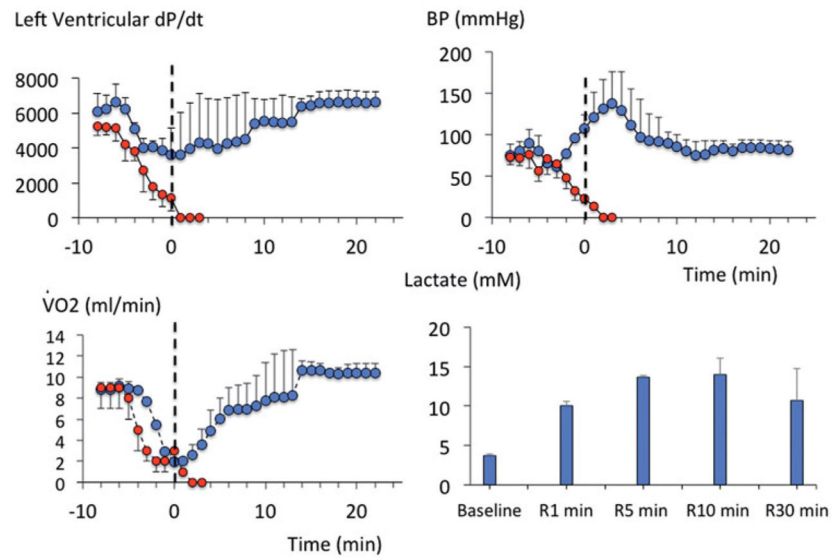 Left Ventricular dP/dt
8000
6000
4000
2000
0
-10 0 10 20
BP (mmHg)
200
150
100
50
0
-10 0 10 20
Time (min)
V̇O2 (ml/min)
14
12
10
8
6
4
2
0
-10 0 10 20
Time (min)
Lactate (mM)
20
15
10
5
0
Baseline R1 min R5 min R10 min R30 min